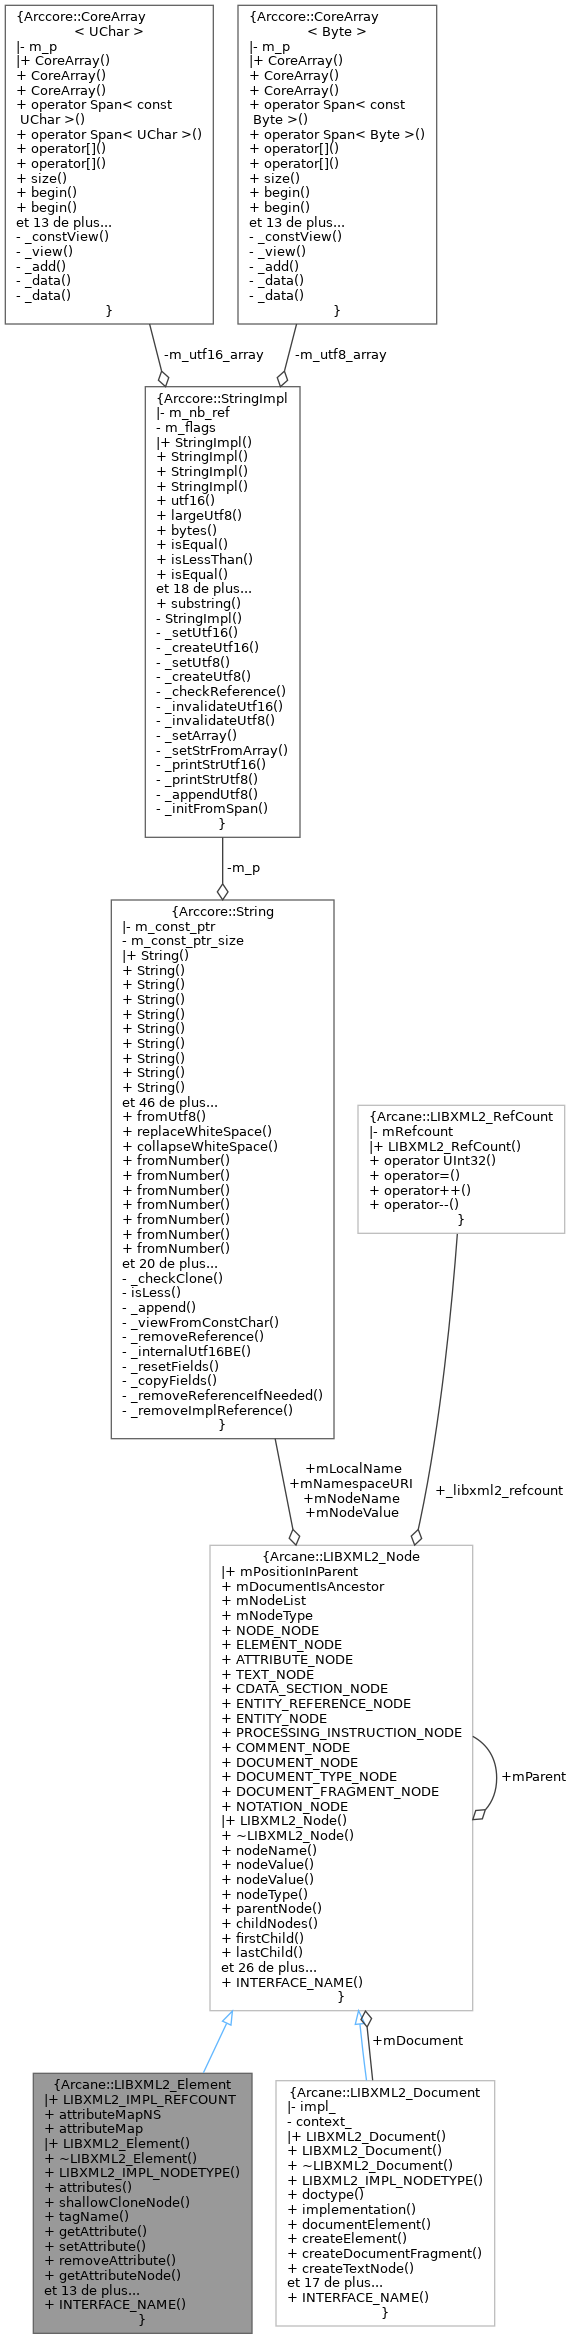 {Arccore::CoreArray
< UChar >
|- m_p
|+ CoreArray()
+ CoreArray()
+ CoreArray()
+ operator Span< const
UChar >()
+ operator Span< UChar >()
+ operator[]()
+ operator[]()
+ size()
+ begin()
+ begin()
et 13 de plus...
- _constView()
- _view()
- _add()
- _data()
- _data()
}
{Arccore::CoreArray
< Byte >
|- m_p
|+ CoreArray()
+ CoreArray()
+ CoreArray()
+ operator Span< const
Byte >()
+ operator Span< Byte >()
+ operator[]()
+ operator[]()
+ size()
+ begin()
+ begin()
et 13 de plus...
- _constView()
- _view()
- _add()
- _data()
- _data()
}
-m_utf16_array
-m_utf8_array
{Arccore::StringImpl
|- m_nb_ref
- m_flags
|+ StringImpl()
+ StringImpl()
+ StringImpl()
+ StringImpl()
+ utf16()
+ largeUtf8()
+ bytes()
+ isEqual()
+ isLessThan()
+ isEqual()
et 18 de plus...
+ substring()
- StringImpl()
- _setUtf16()
- _createUtf16()
- _setUtf8()
- _createUtf8()
- _checkReference()
- _invalidateUtf16()
- _invalidateUtf8()
- _setArray()
- _setStrFromArray()
- _printStrUtf16()
- _printStrUtf8()
- _appendUtf8()
- _initFromSpan()
}
-m_p
{Arccore::String
|- m_const_ptr
- m_const_ptr_size
|+ String()
+ String()
+ String()
+ String()
+ String()
+ String()
+ String()
+ String()
+ String()
+ String()
et 46 de plus...
+ fromUtf8()
+ replaceWhiteSpace()
+ collapseWhiteSpace()
+ fromNumber()
+ fromNumber()
+ fromNumber()
+ fromNumber()
+ fromNumber()
+ fromNumber()
+ fromNumber()
et 20 de plus...
- _checkClone()
- isLess()
- _append()
- _viewFromConstChar()
- _removeReference()
- _internalUtf16BE()
- _resetFields()
- _copyFields()
- _removeReferenceIfNeeded()
- _removeImplReference()
}
{Arcane::LIBXML2_RefCount
|- mRefcount
|+ LIBXML2_RefCount()
+ operator UInt32()
+ operator=()
+ operator++()
+ operator--()
}
+mLocalName
+mNamespaceURI
+mNodeName
+mNodeValue
+_libxml2_refcount
{Arcane::LIBXML2_Node
|+ mPositionInParent
+ mDocumentIsAncestor
+ mNodeList
+ mNodeType
+ NODE_NODE
+ ELEMENT_NODE
+ ATTRIBUTE_NODE
+ TEXT_NODE
+ CDATA_SECTION_NODE
+ ENTITY_REFERENCE_NODE
+ ENTITY_NODE
+ PROCESSING_INSTRUCTION_NODE
+ COMMENT_NODE
+ DOCUMENT_NODE
+ DOCUMENT_TYPE_NODE
+ DOCUMENT_FRAGMENT_NODE
+ NOTATION_NODE
|+ LIBXML2_Node()
+ ~LIBXML2_Node()
+ nodeName()
+ nodeValue()
+ nodeValue()
+ nodeType()
+ parentNode()
+ childNodes()
+ firstChild()
+ lastChild()
et 26 de plus...
+ INTERFACE_NAME()
}
+mParent
+mDocument
{Arcane::LIBXML2_Element
|+ LIBXML2_IMPL_REFCOUNT
+ attributeMapNS
+ attributeMap
|+ LIBXML2_Element()
+ ~LIBXML2_Element()
+ LIBXML2_IMPL_NODETYPE()
+ attributes()
+ shallowCloneNode()
+ tagName()
+ getAttribute()
+ setAttribute()
+ removeAttribute()
+ getAttributeNode()
et 13 de plus...
+ INTERFACE_NAME()
}
{Arcane::LIBXML2_Document
|- impl_
- context_
|+ LIBXML2_Document()
+ LIBXML2_Document()
+ ~LIBXML2_Document()
+ LIBXML2_IMPL_NODETYPE()
+ doctype()
+ implementation()
+ documentElement()
+ createElement()
+ createDocumentFragment()
+ createTextNode()
et 17 de plus...
+ INTERFACE_NAME()
}